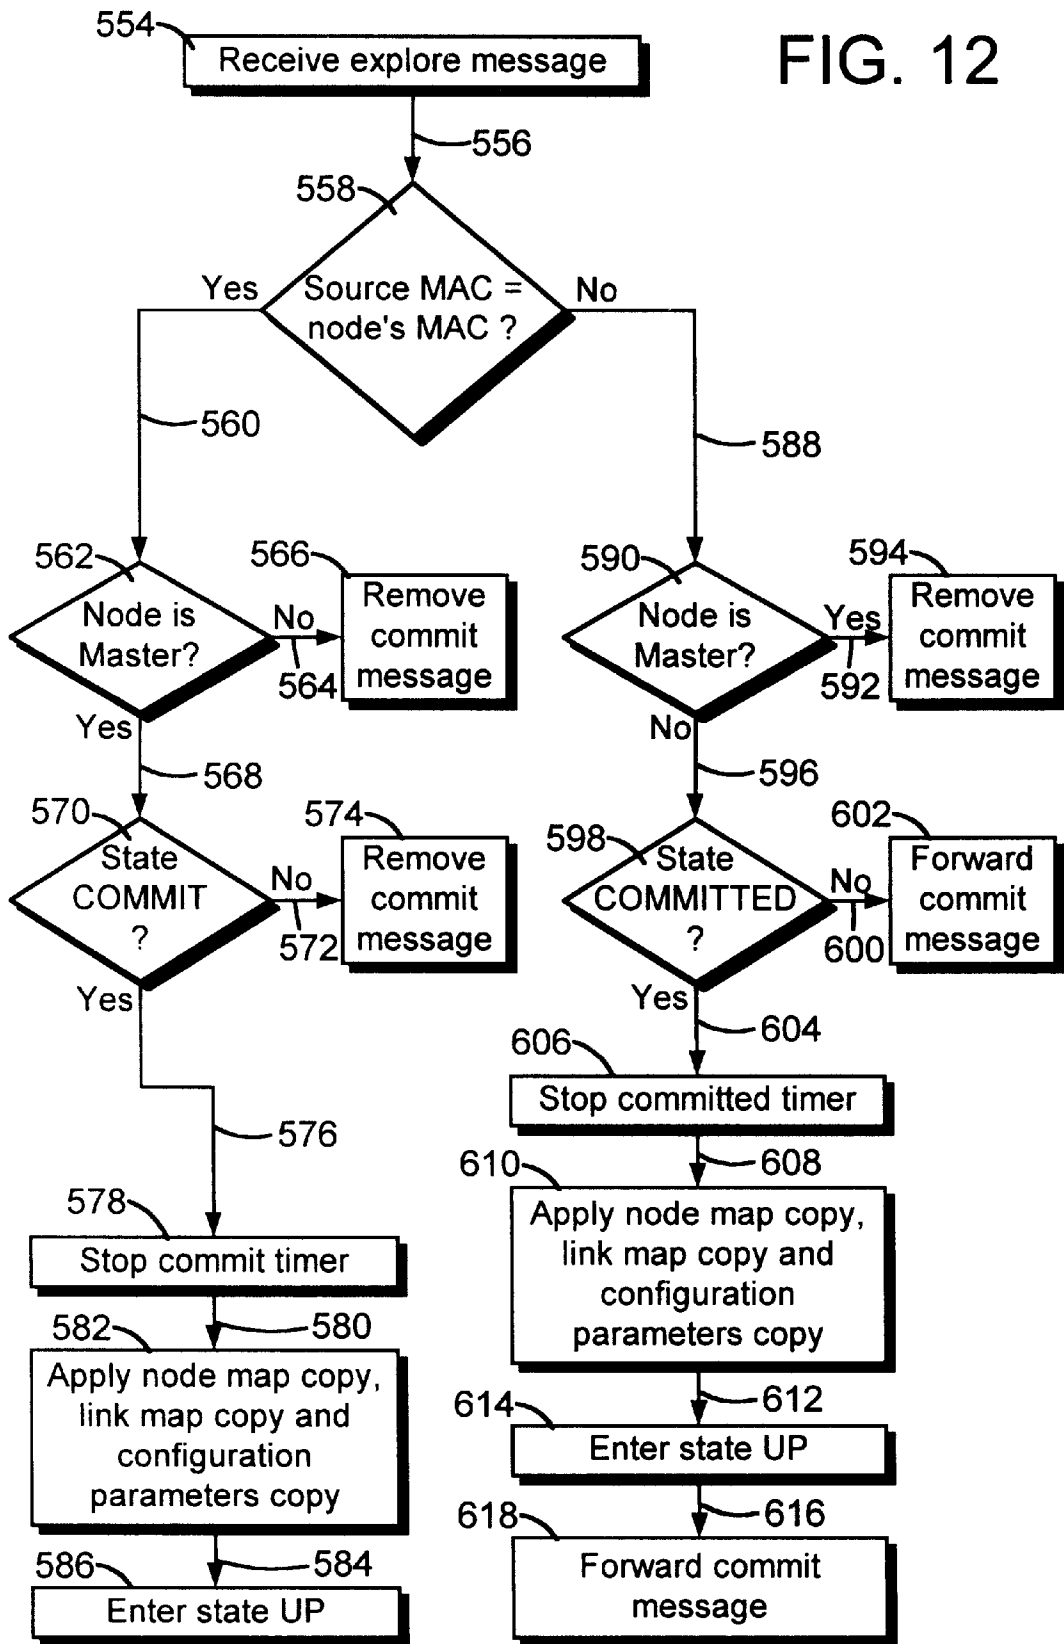 FIG. 12
554
Receive explore message
556
558
Source MAC =
node's MAC ?
Yes
No
560
588
562
Node is
Master?
No
564
566
Remove
commit
message
Yes
568
570
State
COMMIT
?
No
572
574
Remove
commit
message
Yes
576
578
Stop commit timer
580
582
Apply node map copy,
link map copy and
configuration
parameters copy
584
586
Enter state UP
590
Node is
Master?
Yes
592
594
Remove
commit
message
No
596
598
State
COMMITTED
?
No
600
602
Forward
commit
message
Yes
604
606
Stop committed timer
608
610
Apply node map copy,
link map copy and
configuration
parameters copy
612
614
Enter state UP
616
618
Forward commit
message